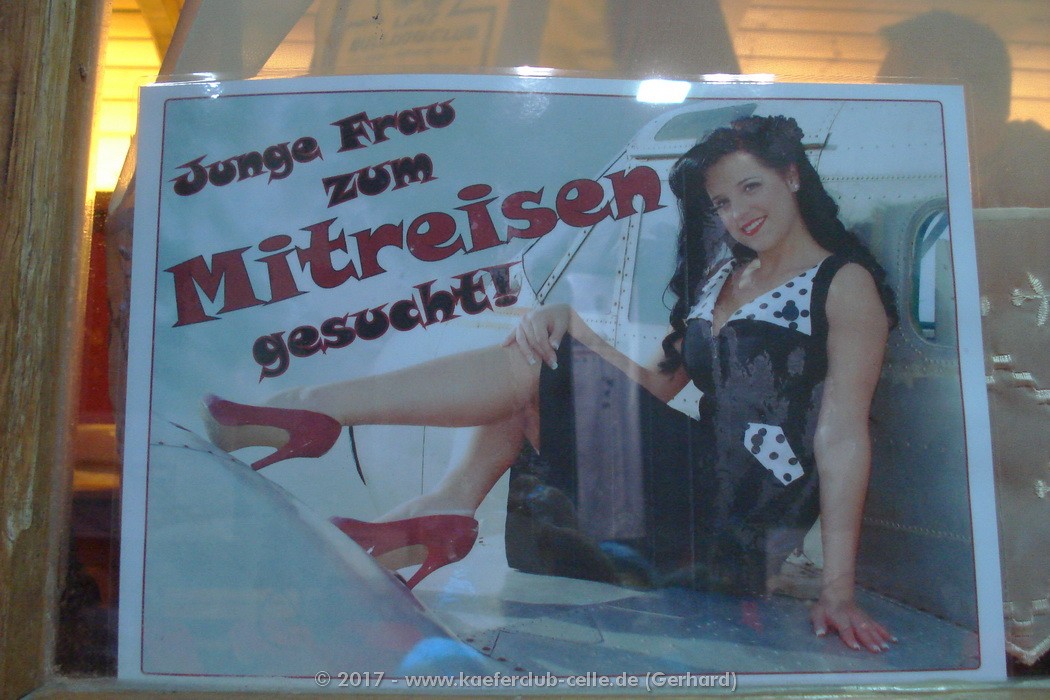 Junge Frau
zum
Mitreisen
gesucht!
© 2017 - www.kaeferclub-celle.de (Gerhard)